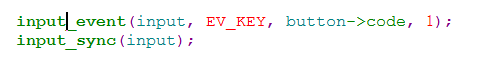 input_event(input, EV_KEY, button->code, 1);
input_sync(input);